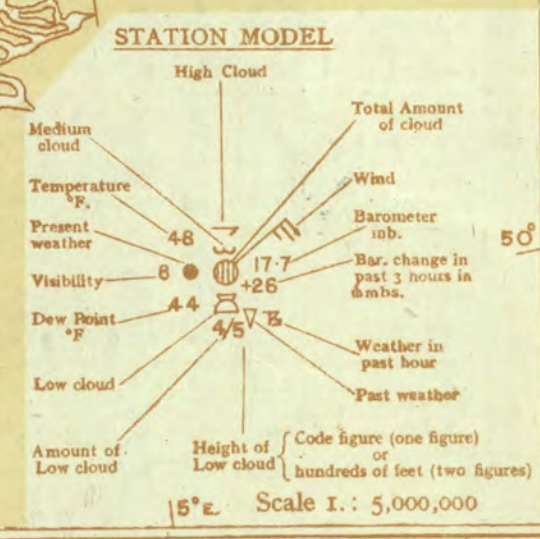 STATION MODEL
High Cloud
Total Amount
of cloud
Medium
cloud
Wind
Temperature
°F.
Barometer
mb.
Present
weather
48
50°
17.7
Bar. change in
past 3 hours in
Visibility
8
+26
mbs.
Dew Point
°F
44
4/5
Weather in
past hour
Low cloud
Past weather
Amount of
Low cloud
Height of
Low cloud
Code figure (one figure)
or
hundreds of feet (two figures)
5°E.
Scale 1.: 5,000,000